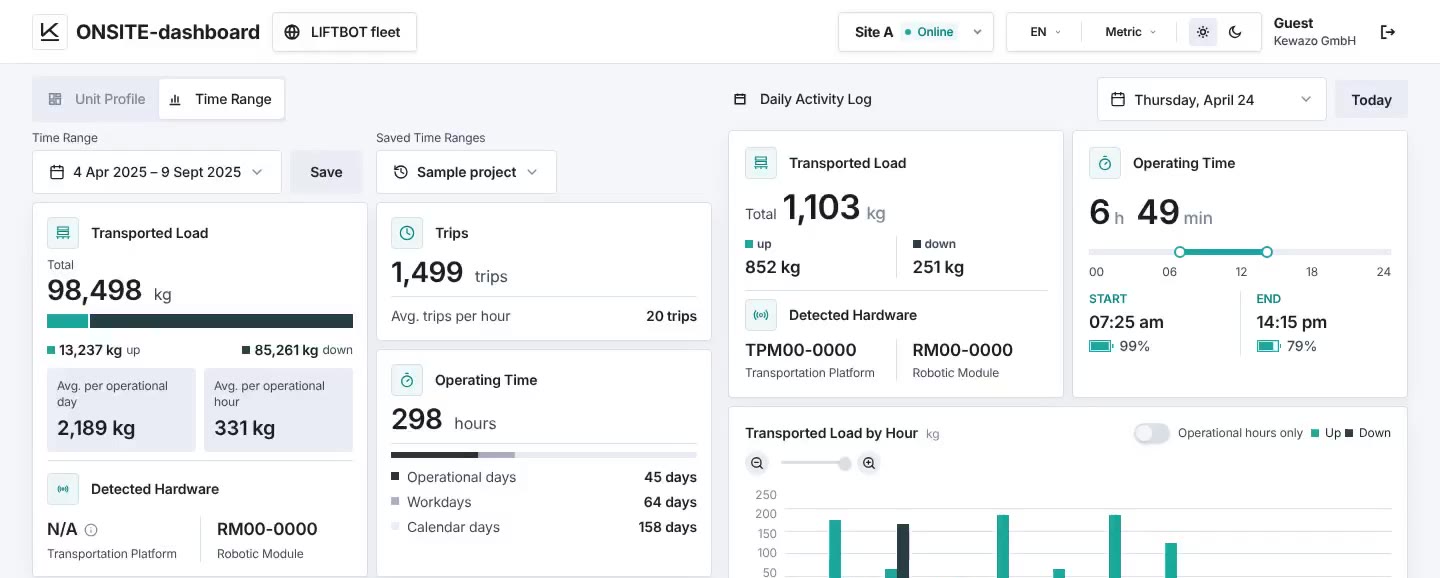 ONSITE-dashboard
LIFTBOT fleet
Site A Online
EN
Metric
Guest
Kewazo GmbH
Unit Profile
Time Range
Time Range
4 Apr 2025 – 9 Sept 2025
Save
Saved Time Ranges
Sample project
Transported Load
Total
98,498 kg
13,237 kg up
85,261 kg down
Avg. per operational
day
2,189 kg
Avg. per operational
hour
331 kg
Detected Hardware
N/A
Transportation Platform
RM00-0000
Robotic Module
Trips
1,499 trips
Avg. trips per hour 20 trips
Operating Time
298 hours
Operational days 45 days
Workdays 64 days
Calendar days 158 days
Daily Activity Log
Thursday, April 24
Today
Transported Load
Total 1,103 kg
up
852 kg
down
251 kg
Detected Hardware
TPM00-0000
Transportation Platform
RM00-0000
Robotic Module
Operating Time
6 h 49 min
00 06 12 18 24
START
07:25 am
99%
END
14:15 pm
79%
Transported Load by Hour kg
Operational hours only Up Down
250
200
150
100
50